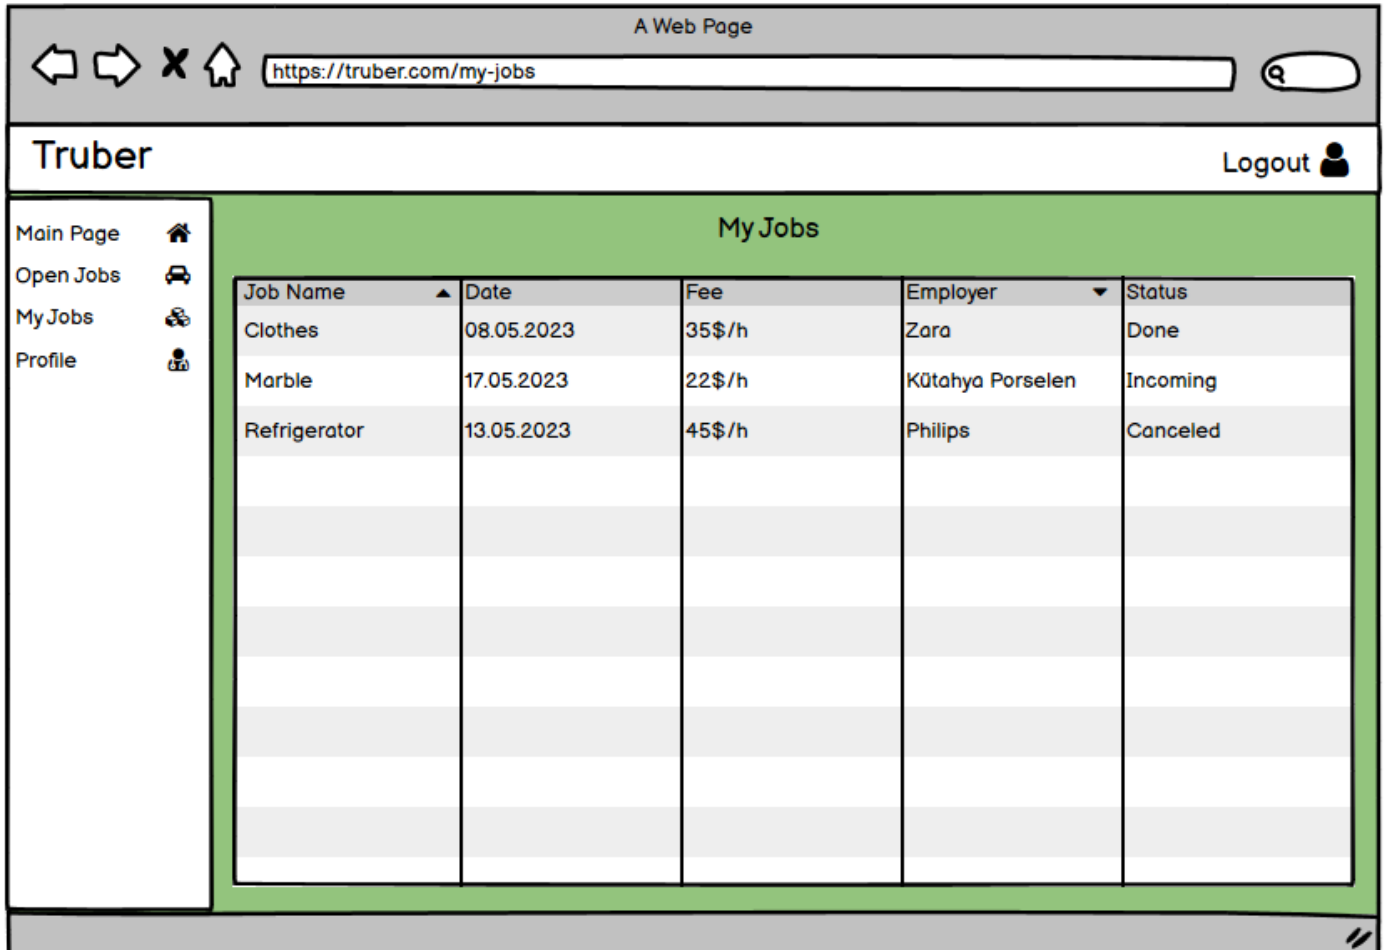 A Web Page
https://truber.com/my-jobs
Truber
Logout
Main Page
Open Jobs
My Jobs
Profile
My Jobs
Job Name Date Fee Employer Status
Clothes 08.05.2023 35$/h Zara Done
Marble 17.05.2023 22$/h Kütahya Porselen Incoming
Refrigerator 13.05.2023 45$/h Philips Canceled